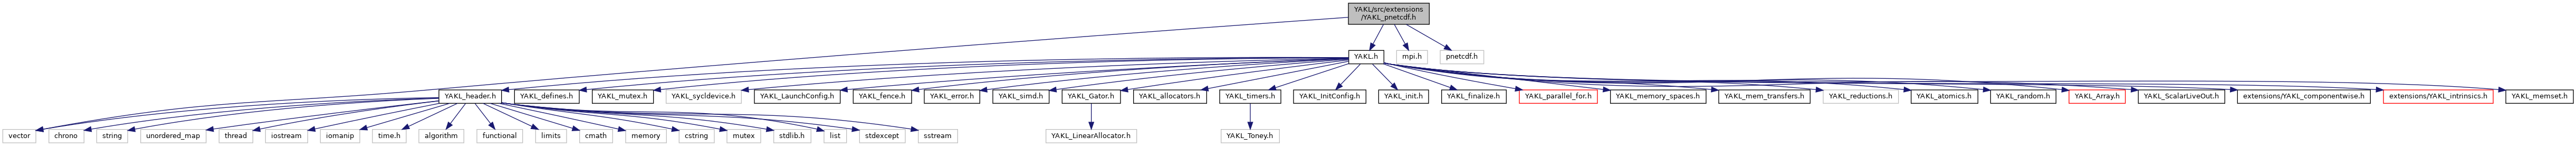 YAKL/src/extensions
/YAKL_pnetcdf.h
YAKL.h
mpi.h
pnetcdf.h
YAKL_header.h
YAKL_defines.h
YAKL_mutex.h
YAKL_sycldevice.h
YAKL_LaunchConfig.h
YAKL_fence.h
YAKL_error.h
YAKL_simd.h
YAKL_Gator.h
YAKL_allocators.h
YAKL_timers.h
YAKL_InitConfig.h
YAKL_init.h
YAKL_finalize.h
YAKL_parallel_for.h
YAKL_memory_spaces.h
YAKL_mem_transfers.h
YAKL_reductions.h
YAKL_atomics.h
YAKL_random.h
YAKL_Array.h
YAKL_ScalarLiveOut.h
extensions/YAKL_componentwise.h
extensions/YAKL_intrinsics.h
YAKL_memset.h
vector
chrono
string
unordered_map
thread
iostream
iomanip
time.h
algorithm
functional
limits
cmath
memory
cstring
mutex
stdlib.h
list
stdexcept
sstream
YAKL_LinearAllocator.h
YAKL_Toney.h